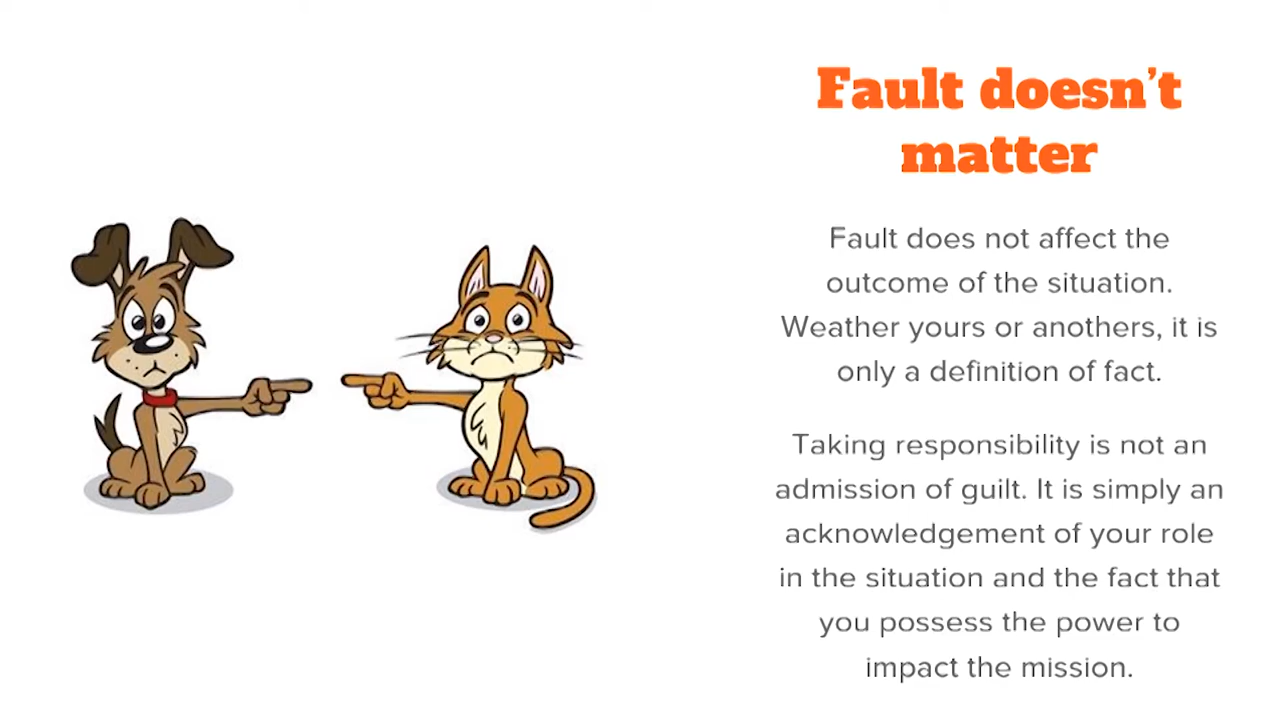 Fault doesn’t
matter
Fault does not affect the
outcome of the situation.
Weather yours or anothers, it is
only a definition of fact.
Taking responsibility is not an
admission of guilt. It is simply an
acknowledgement of your role
in the situation and the fact that
you possess the power to
impact the mission.